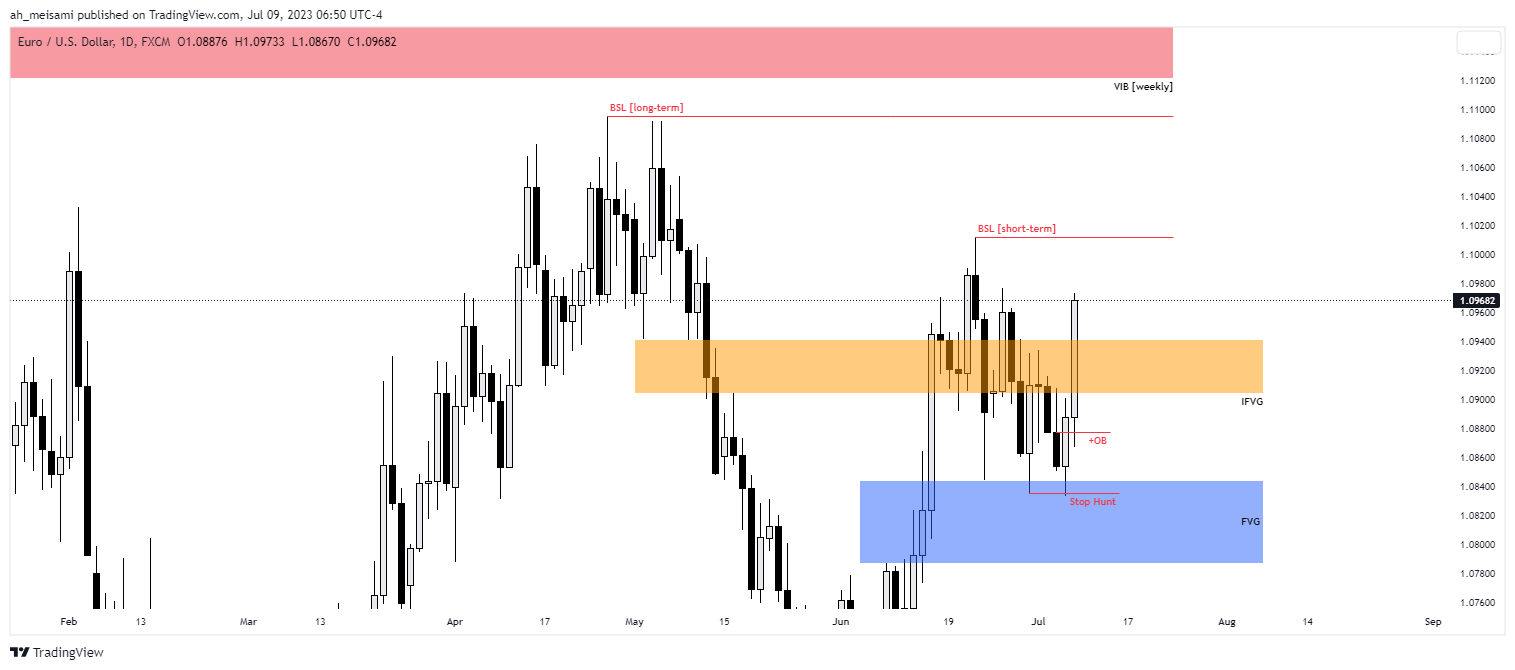 ah_meisami published on TradingView.com, Jul 09, 2023 06:50 UTC-4
Euro / U.S. Dollar, 1D, FXCM O1.08876 H1.09733 L1.08670 C1.09682
1.11200
VIB [weekly]
BSL [long-term]
1.11000
1.10800
1.10600
1.10400
1.10200
BSL [short-term]
1.10000
1.09800
1.09682
1.09600
1.09400
1.09200
1.09000
IFVG
1.08800
+OB
1.08600
1.08400
Stop Hunt
1.08200
FVG
1.08000
1.07800
1.07600
Feb 13 Mar 13 Apr 17 May 15 Jun 19 Jul 17 Aug 14 Sep
TradingView